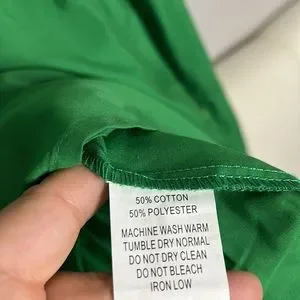 50% COTTON
50% POLYESTER
MACHINE WASH WARM
TUMBLE DRY NORMAL
DO NOT DRY CLEAN
DO NOT BLEACH
IRON LOW